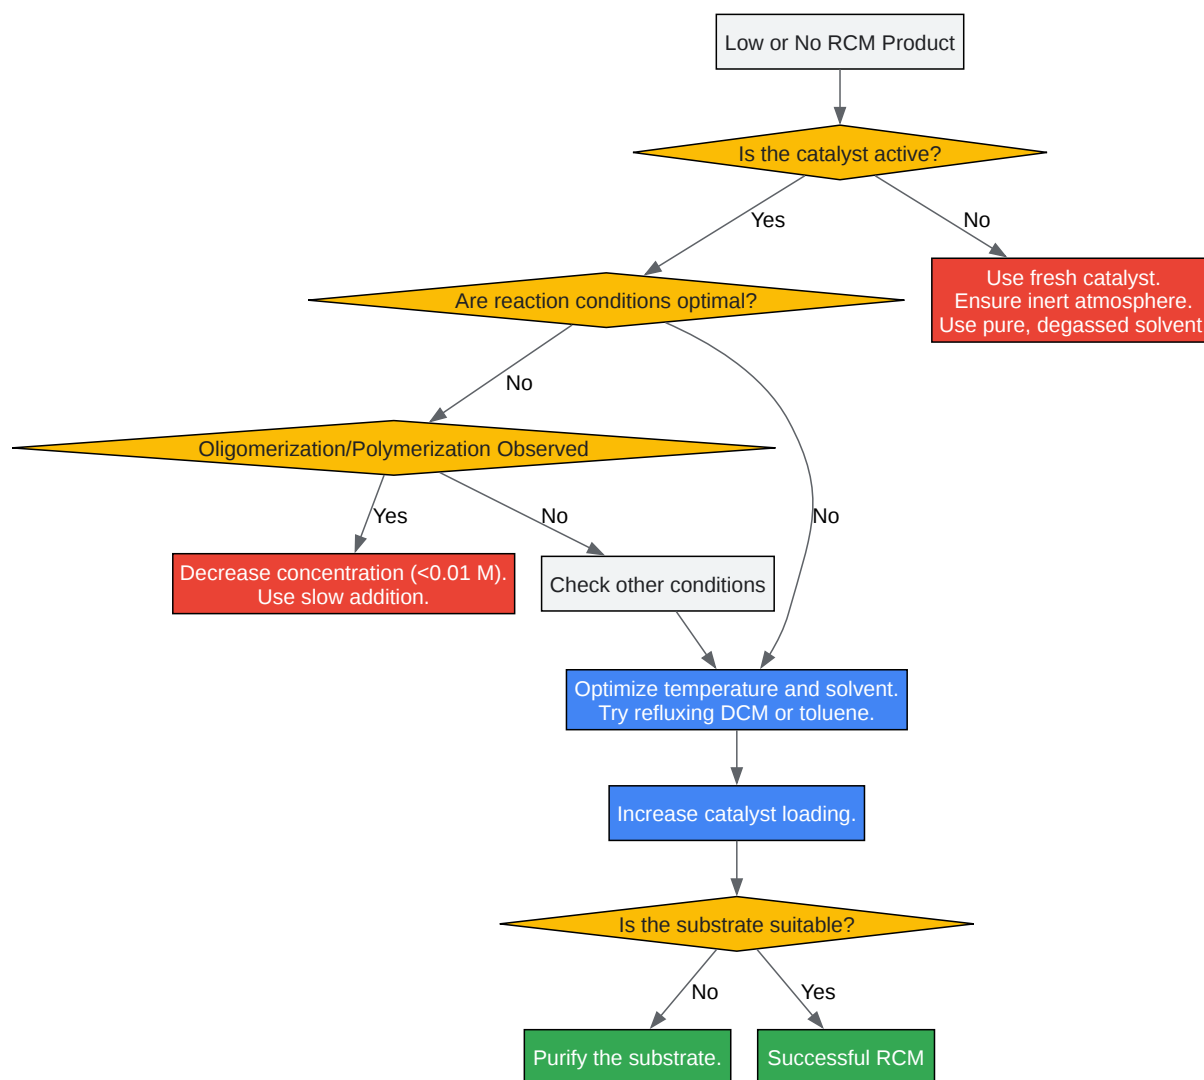 Low or No RCM Product
Is the catalyst active?
Yes
No
Use fresh catalyst.
Ensure inert atmosphere.
Use pure, degassed solvent
Are reaction conditions optimal?
No
Oligomerization/Polymerization Observed
Yes
No
No
Decrease concentration (<0.01 M).
Use slow addition.
Check other conditions
Optimize temperature and solvent.
Try refluxing DCM or toluene.
Increase catalyst loading.
Is the substrate suitable?
No
Yes
Purify the substrate.
Successful RCM